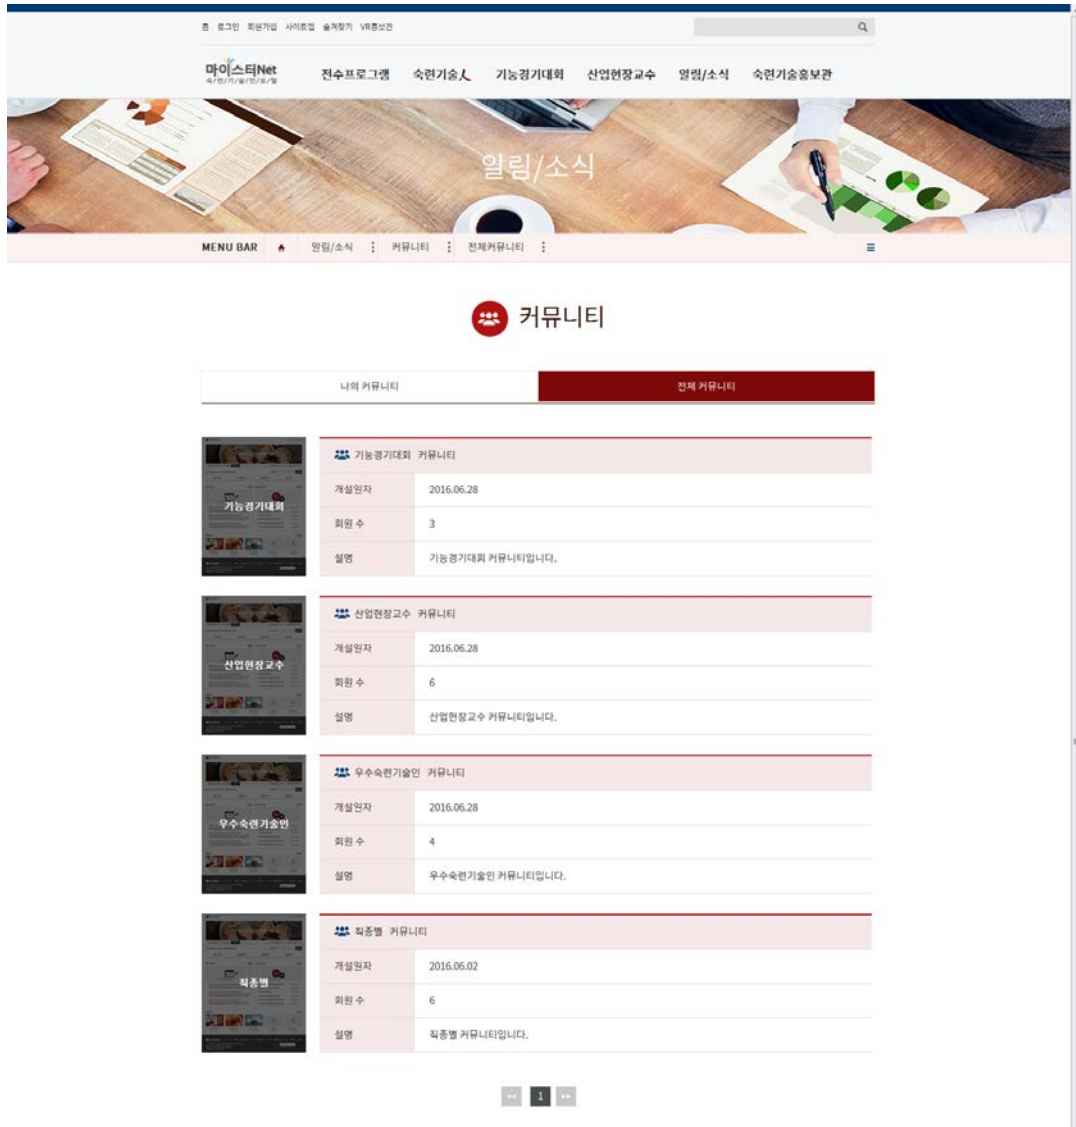 홈 로그인 회원가입 사이트맵 숨겨찾기 VR홍보관
마이스터Net
숙/련/기/술/인/포/털
전수프로그램 숙련기술人 기능경기대회 산업현장교수 알림/소식 숙련기술홍보관
알림/소식
MENU BAR 알림/소식 커뮤니티 전체커뮤니티
커뮤니티
나의 커뮤니티 전체 커뮤니티
기능경기대회
기능경기대회 커뮤니티
개설일자 2016.06.28
회원 수 3
설명 기능경기대회 커뮤니티입니다.
산업현장교수
산업현장교수 커뮤니티
개설일자 2016.06.28
회원 수 6
설명 산업현장교수 커뮤니티입니다.
우수숙련기술인
우수숙련기술인 커뮤니티
개설일자 2016.06.28
회원 수 4
설명 우수숙련기술인 커뮤니티입니다.
직종별
직종별 커뮤니티
개설일자 2016.06.02
회원 수 6
설명 직종별 커뮤니티입니다.
1